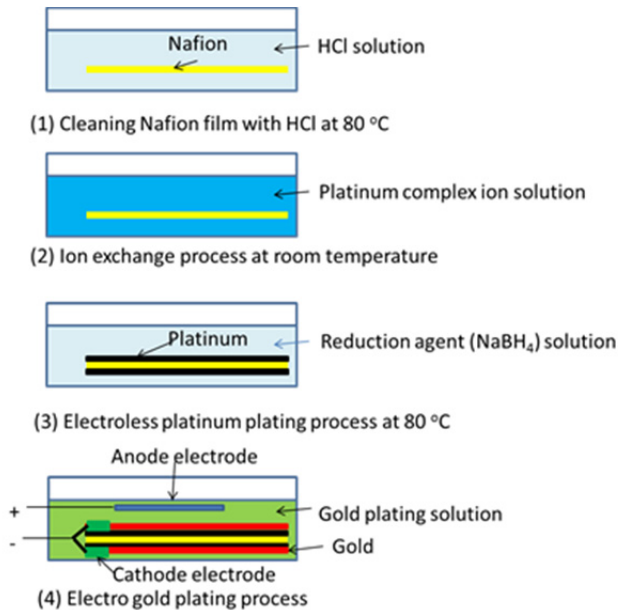 Nafion
HCl solution
(1) Cleaning Nafion film with HCl at 80 °C
Platinum complex ion solution
(2) Ion exchange process at room temperature
Platinum
Reduction agent (NaBH₄) solution
(3) Electroless platinum plating process at 80 °C
Anode electrode
+
Gold plating solution
-
Gold
Cathode electrode
(4) Electro gold plating process